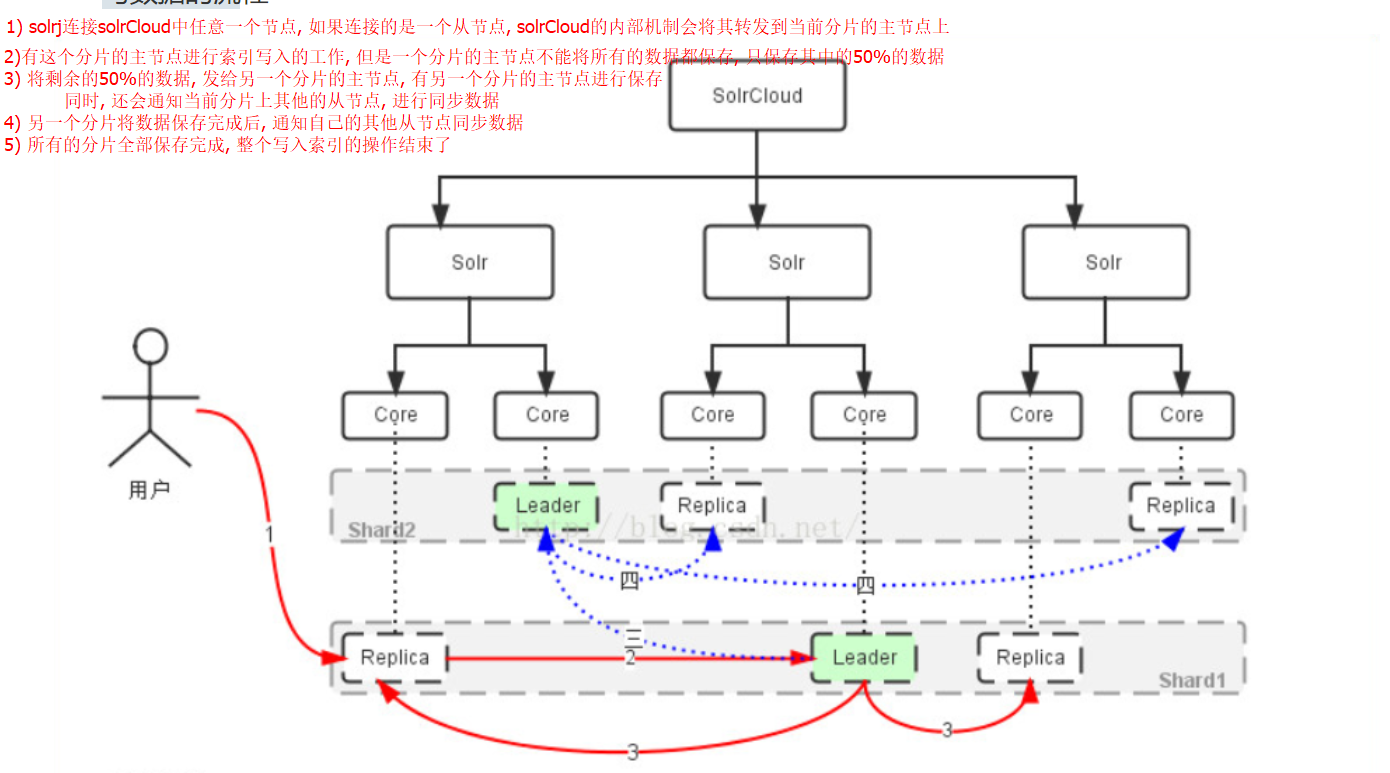 写数据的流程
1) solrj连接solrCloud中任意一个节点, 如果连接的是一个从节点, solrCloud的内部机制会将其转发到当前分片的主节点上
2)有这个分片的主节点进行索引写入的工作, 但是一个分片的主节点不能将所有的数据都保存, 只保存其中的50%的数据
3) 将剩余的50%的数据, 发给另一个分片的主节点, 有另一个分片的主节点进行保存
同时, 还会通知当前分片上其他的从节点, 进行同步数据
4) 另一个分片将数据保存完成后, 通知自己的其他从节点同步数据
5) 所有的分片全部保存完成, 整个写入索引的操作结束了
SolrCloud
Solr
Solr
Solr
Core
Core
Core
Core
Core
Core
用户
Leader
Replica
Replica
Shard2
http://blog.csdn.net/
1
四
四
三
2
Replica
Leader
Replica
Shard1
3
3